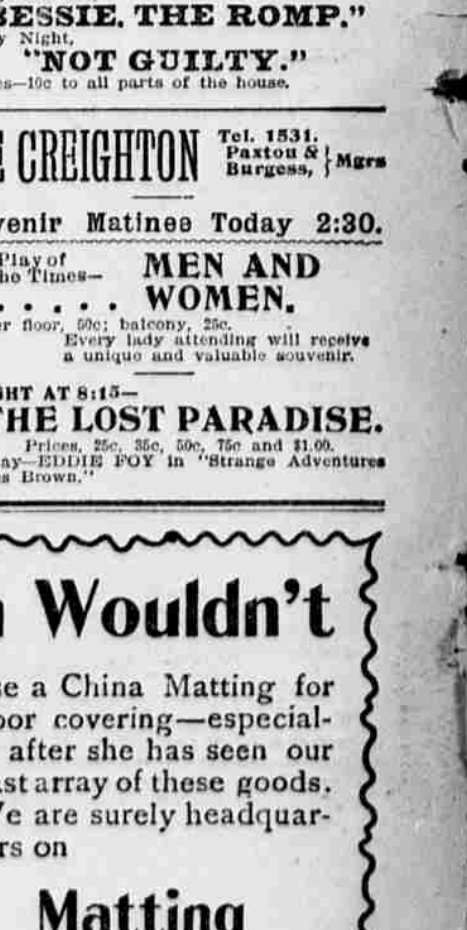 BESSIE, THE ROMP."
y Night,
"NOT GUILTY."
es—10c to all parts of the house.
E CREIGHTON
Tel. 1531.
Paxton &
Burgess, } Mgrs
venir Matinee Today 2:30.
Play of
he Times—
MEN AND
. . . . . WOMEN.
r floor, 50c; balcony, 25c.
Every lady attending will receive
a unique and valuable souvenir.
HT AT 8:15—
THE LOST PARADISE.
Prices, 25c, 35c, 50c, 75c and $1.00.
ay—EDDIE FOY in "Strange Adventures
s Brown."
n Wouldn't
se a China Matting for
oor covering—especial-
after she has seen our
ast array of these goods.
We are surely headquar-
rs on
Matting